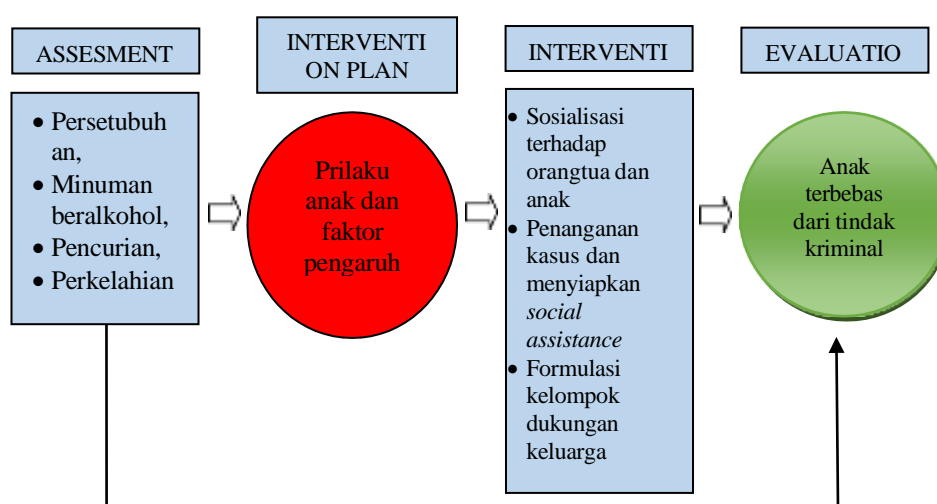 ASSESMENT
INTERVENTI
ON PLAN
INTERVENTI
EVALUATIO
• Persetubuh
an,
• Minuman
beralkohol,
• Pencurian,
• Perkelahian
Prilaku
anak dan
faktor
pengaruh
• Sosialisasi
terhadap
orangtua dan
anak
• Penanganan
kasus dan
menyiapkan
social
assistance
• Formulasi
kelompok
dukungan
keluarga
Anak
terbebas
dari tindak
kriminal